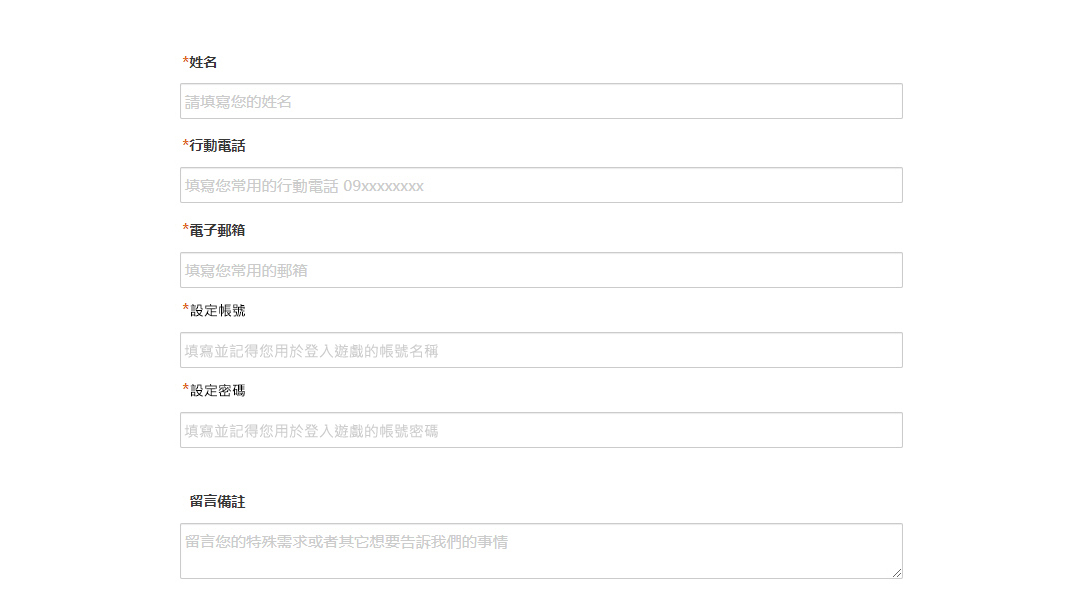 *姓名
請填寫您的姓名
*行動電話
填寫您常用的行動電話 09xxxxxxxx
*電子郵箱
填寫您常用的郵箱
*設定帳號
填寫並記得您用於登入遊戲的帳號名稱
*設定密碼
填寫並記得您用於登入遊戲的帳號密碼
留言備註
留言您的特殊需求或者其它想要告訴我們的事情